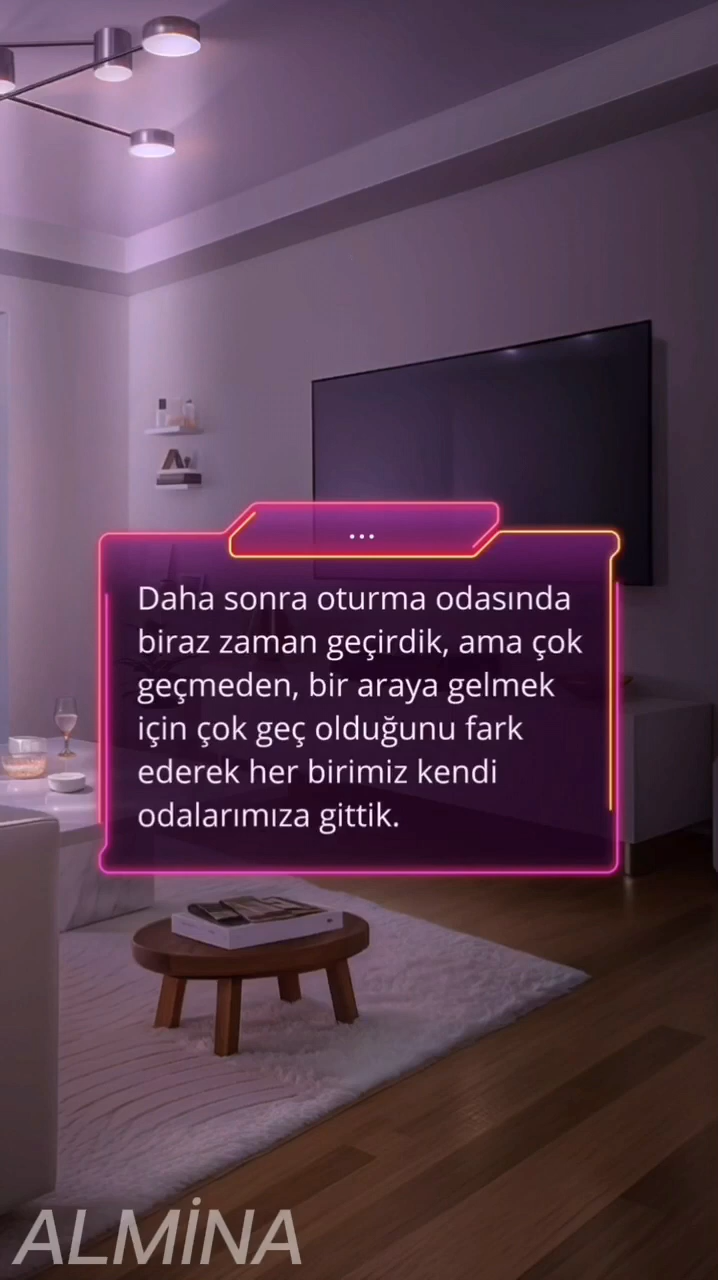 ...
Daha sonra oturma odasında
biraz zaman geçirdik, ama çok
geçmeden, bir araya gelmek
için çok geç olduğunu fark
ederek her birimiz kendi
odalarımıza gittik.
ALMİNA